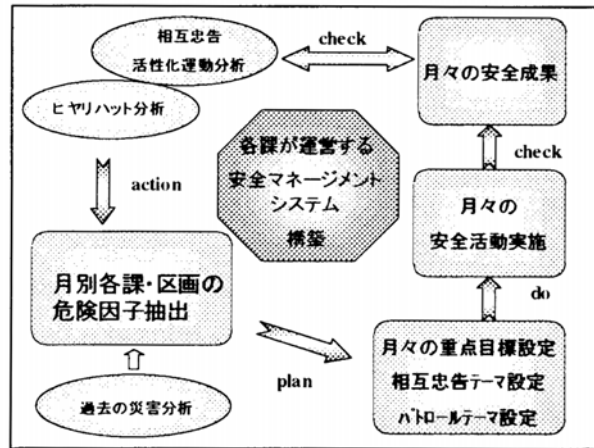 相互忠告
活性化運動分析
check
月々の安全成果
ヒヤリハット分析
各課が運営する
安全マネージメント
システム
構築
action
check
月々の
安全活動実施
月別各課・区画の
危険因子抽出
do
plan
月々の重点目標設定
相互忠告テーマ設定
パトロールテーマ設定
過去の災害分析